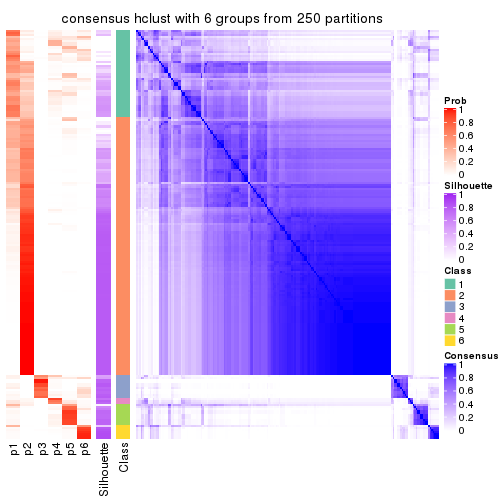 consensus hclust with 6 groups from 250 partitions
Prob
1
0.8
0.6
0.4
0.2
0
Silhouette
1
0.8
0.6
0.4
0.2
0
Class
1
2
3
4
5
6
Consensus
1
0.8
0.6
0.4
0.2
0
p1
p2
p3
p4
p5
p6
Silhouette
Class